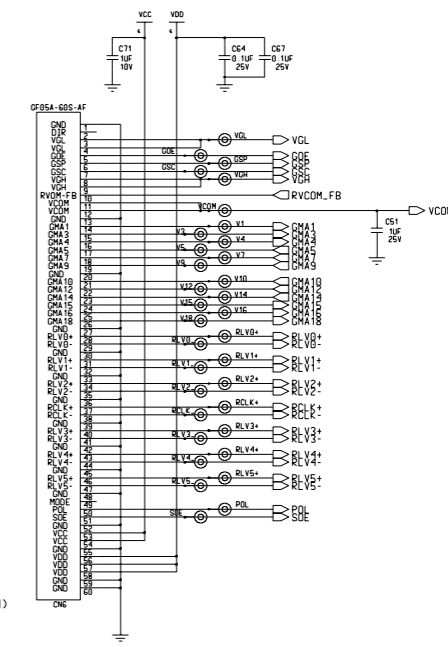 VCC VDD
C71
1UF
10V
C64
0.1UF
25V
C67
0.1UF
25V
GF05A-60S-AF
GND 1
DIR 2
VGL 3
VGL 4
GOE 5
GSP 6
GSC 7
VGH 8
VGH 9
RVOM-FB 10
VCOM 11
VCOM 12
GND 13
GMA1 14
GMA3 15
GMA4 16
GMA5 17
GMA7 18
GMA9 19
GND 20
GMA10 21
GMA12 22
GMA14 23
GMA15 24
GMA16 25
GMA18 26
GND 27
RLV0+ 28
RLV0- 29
GND 30
RLV1+ 31
RLV1- 32
GND 33
RLV2+ 34
RLV2- 35
GND 36
RCLK+ 37
RCLK- 38
GND 39
RLV3+ 40
RLV3- 41
GND 42
RLV4+ 43
RLV4- 44
GND 45
RLV5+ 46
RLV5- 47
GND 48
MODE 49
POL 50
SOE 51
GND 52
VCC 53
VCC 54
GND 55
VDD 56
VDD 57
VDD 58
GND 59
GND 60
CN6
VGL VGL
GOE GOE
GSP GSP
GSC GSC
VGH VGH
RVCOM_FB
VCOM
C51
1UF
25V
V1 GMA1
V3 GMA3
V4 GMA4
V5 GMA5
V7 GMA7
V9 GMA9
V10 GMA10
V12 GMA12
V14 GMA14
V15 GMA15
V16 GMA16
V18 GMA18
RLV0+ RLV0+
RLV0- RLV0-
RLV1+ RLV1+
RLV1- RLV1-
RLV2+ RLV2+
RLV2- RLV2-
RCLK+ RCLK+
RCLK- RCLK-
RLV3+ RLV3+
RLV3- RLV3-
RLV4+ RLV4+
RLV4- RLV4-
RLV5+ RLV5+
RLV5- RLV5-
POL POL
SOE SOE